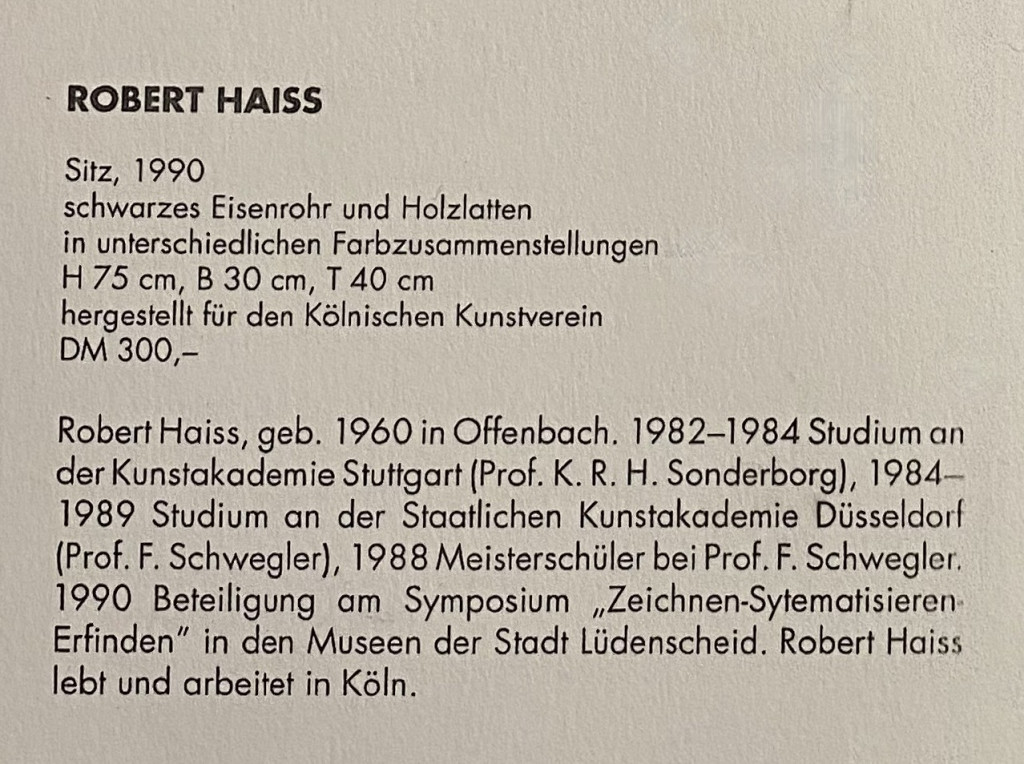 ROBERT HAISS
Sitz, 1990
schwarzes Eisenrohr und Holzlatten
in unterschiedlichen Farbzusammenstellungen
H 75 cm, B 30 cm, T 40 cm
hergestellt für den Kölnischen Kunstverein
DM 300,–
Robert Haiss, geb. 1960 in Offenbach. 1982–1984 Studium an
der Kunstakademie Stuttgart (Prof. K. R. H. Sonderborg), 1984–
1989 Studium an der Staatlichen Kunstakademie Düsseldorf
(Prof. F. Schwegler), 1988 Meisterschüler bei Prof. F. Schwegler.
1990 Beteiligung am Symposium „Zeichnen-Sytematisieren-
Erfinden" in den Museen der Stadt Lüdenscheid. Robert Haiss
lebt und arbeitet in Köln.